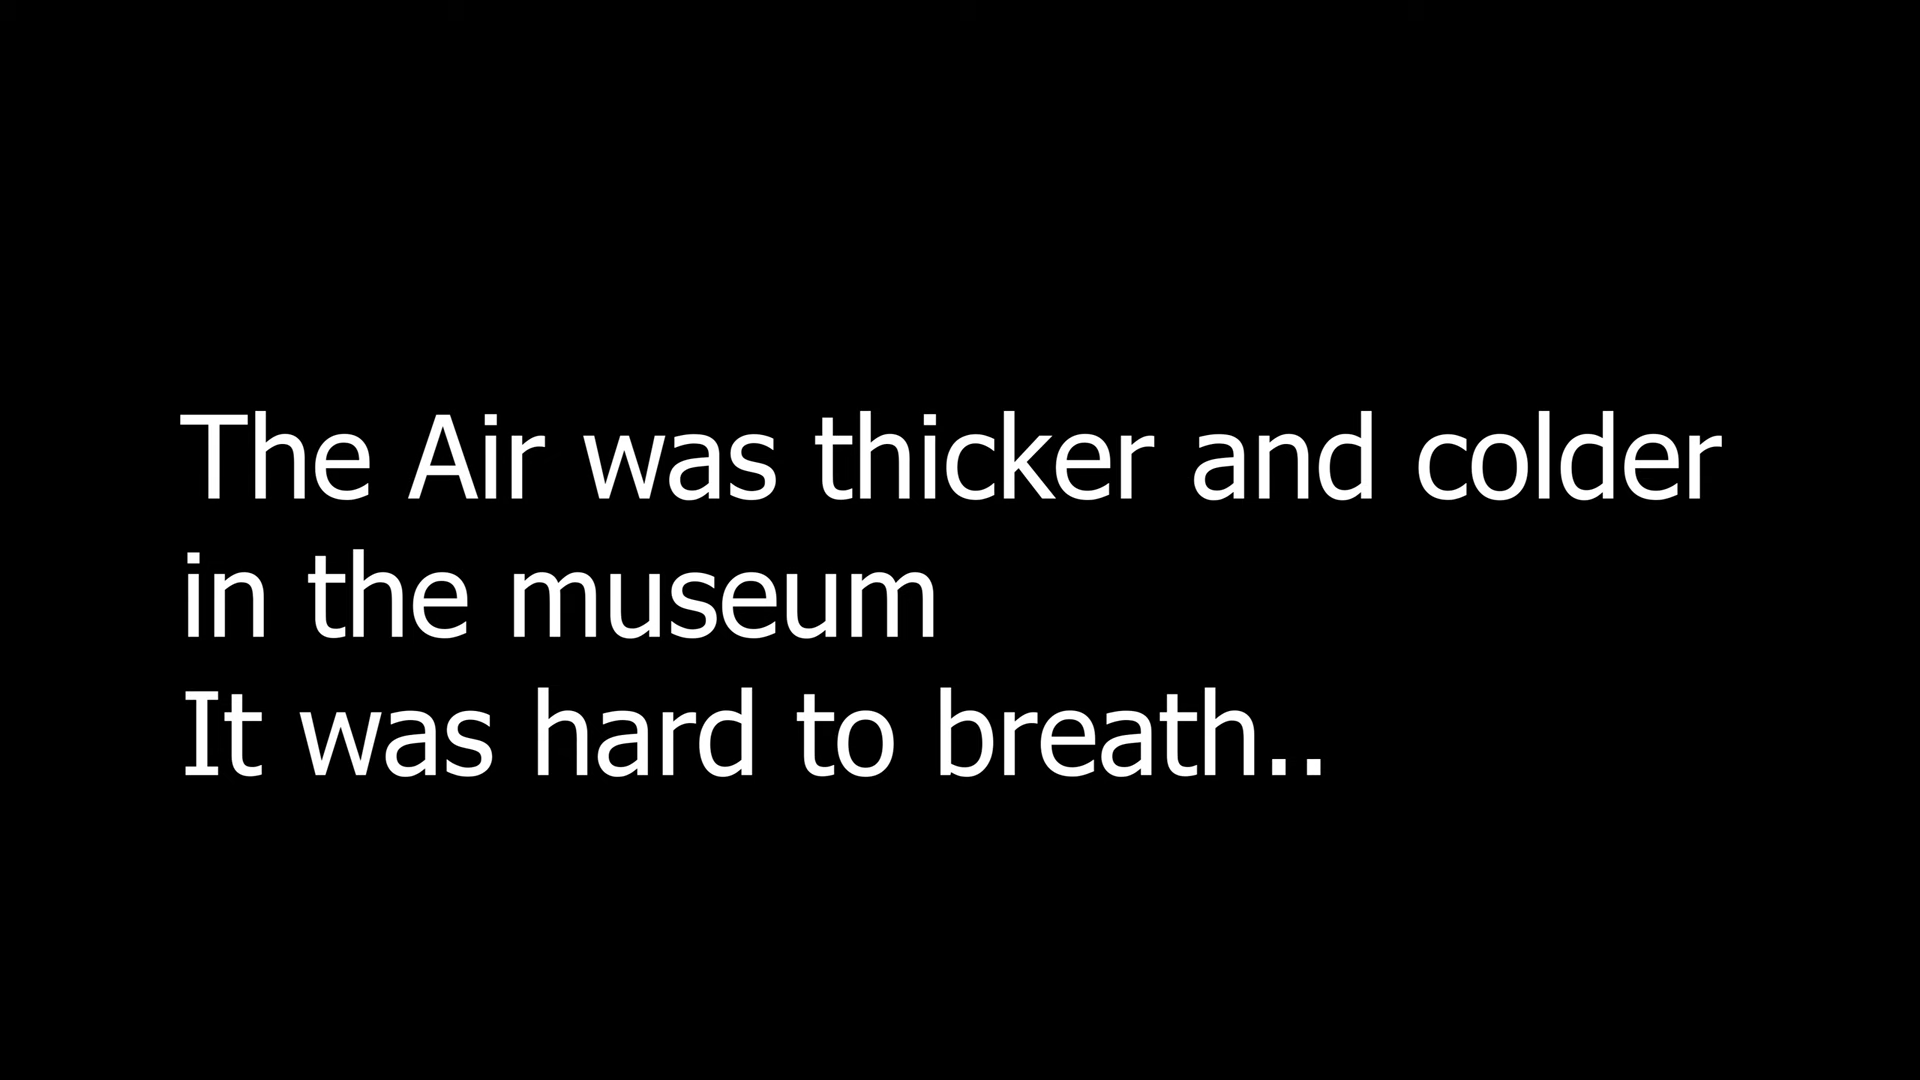 The Air was thicker and colder
in the museum
It was hard to breath..